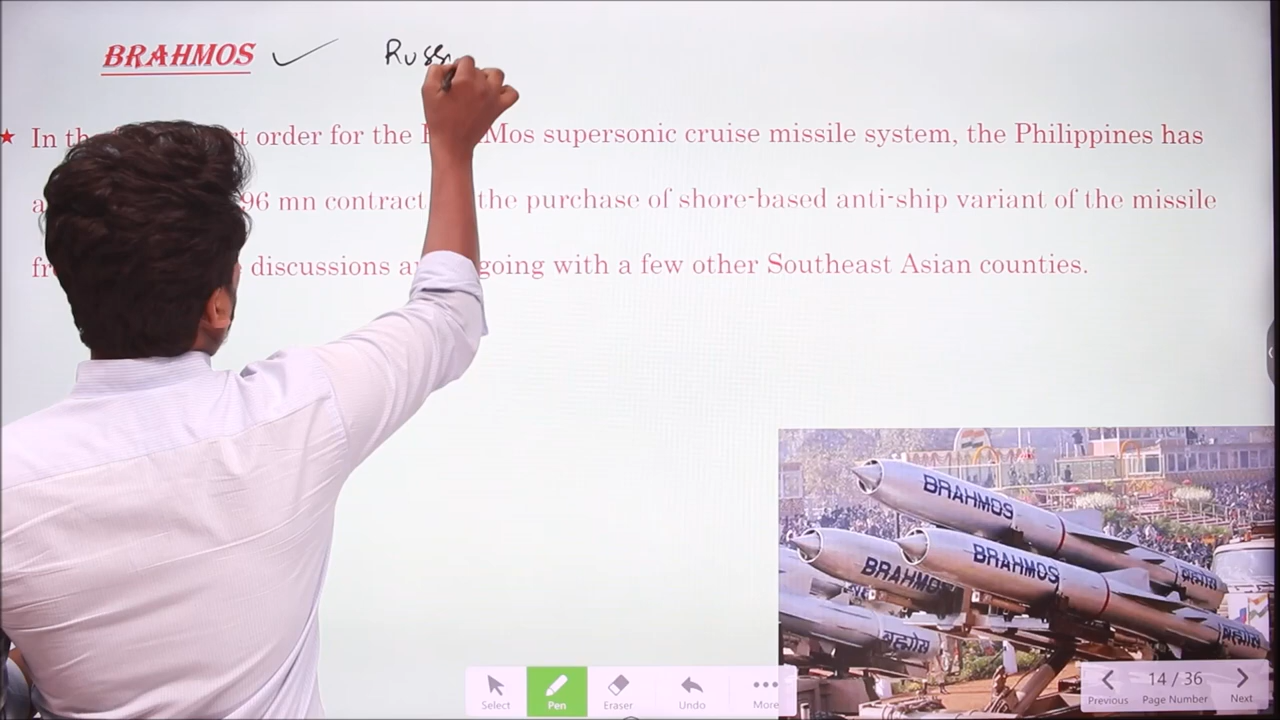 BRAHMOS Russ
★ In th rt order for the Mos supersonic cruise missile system, the Philippines has
a 96 mn contract the purchase of shore-based anti-ship variant of the missile
fr discussions a going with a few other Southeast Asian counties.
BRAHMOS
BRAHMOS
BRAHMOS
ब्रह्मोस
ब्रह्मोस
ब्रह्मोस
14 / 36
Select Pen Eraser Undo More Previous Page Number Next